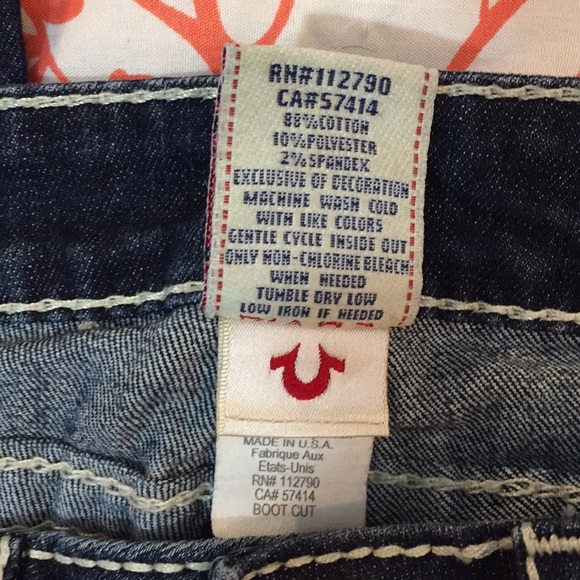 RN#112790
CA#57414
88%COTTON
10%POLYESTER
2%SPANDEX
EXCLUSIVE OF DECORATION
MACHINE WASH COLD
WITH LIKE COLORS
GENTLE CYCLE INSIDE OUT
ONLY NON-CHLORINE BLEACH
WHEN NEEDED
TUMBLE DRY LOW
LOW IRON IF NEEDED
MADE IN U.S.A.
Fabrique Aux
Etats-Unis
RN# 112790
CA# 57414
BOOT CUT